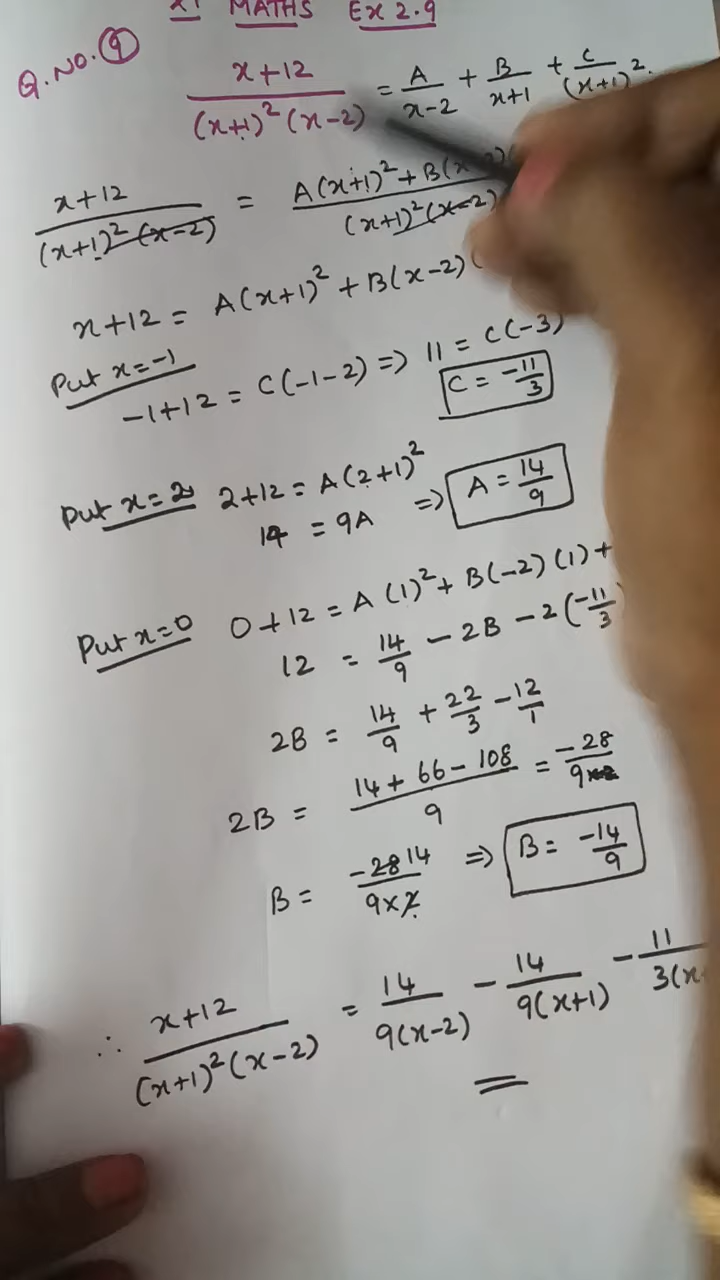 XI MATHS Ex 2.9
Q.NO. 9
x+12 / (x+1)² (x-2) = A / x-2 + B / x+1 + C / (x+1)²
x+12 / (x+1)² (x-2) = A(x+1)² + B(x / (x+1)² (x-2)
x+12 = A(x+1)² + B(x-2)(
Put x=-1
-1+12 = C(-1-2) => 11 = C(-3)
C = -11/3
Put x=2 2+12 = A(2+1)²
14 = 9A => A = 14/9
Put x=0 0+12 = A(1)² + B(-2)(1) +
12 = 14/9 - 2B - 2(-11/3
2B = 14/9 + 22/3 - 12/1
2B = 14+66-108 / 9 = -28 / 9
B = -28 14 / 9×2 => B = -14/9
∴ x+12 / (x+1)² (x-2) = 14 / 9(x-2) - 14 / 9(x+1) - 11 / 3(x+